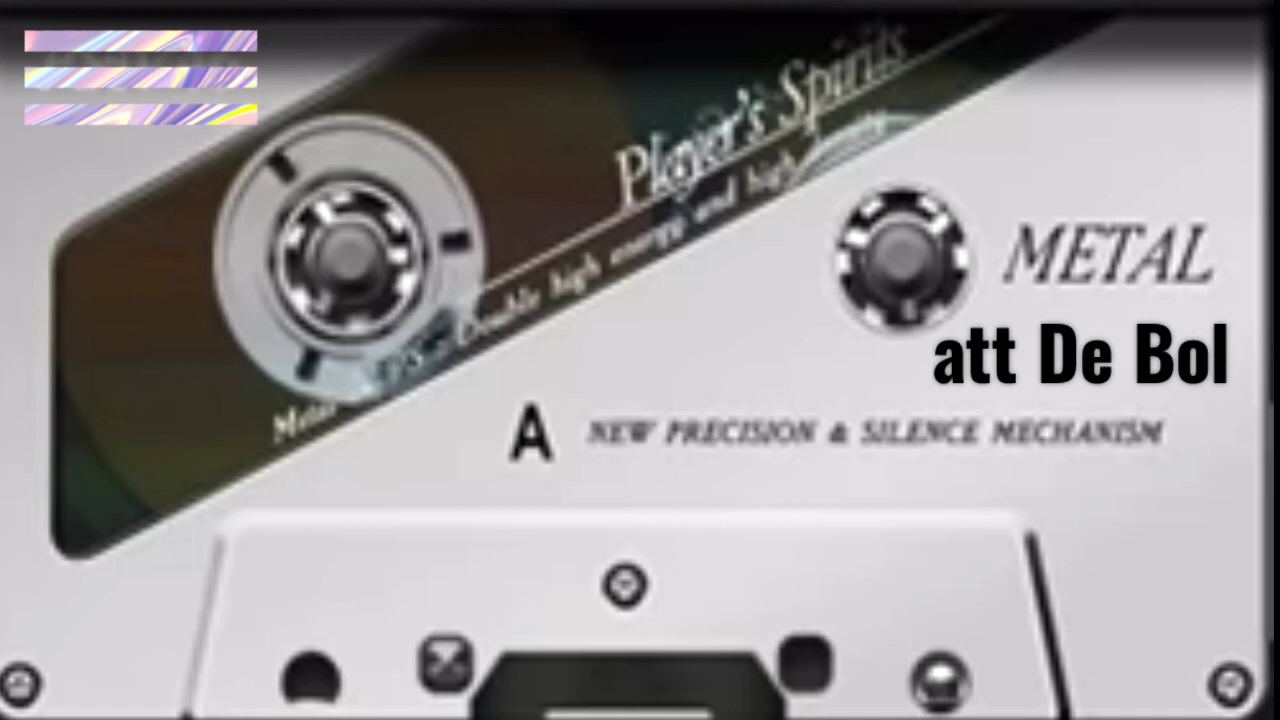 Player's Spirits
Double high energy and high
METAL
att De Bol
A
NEW PRECISION & SILENCE MECHANISM